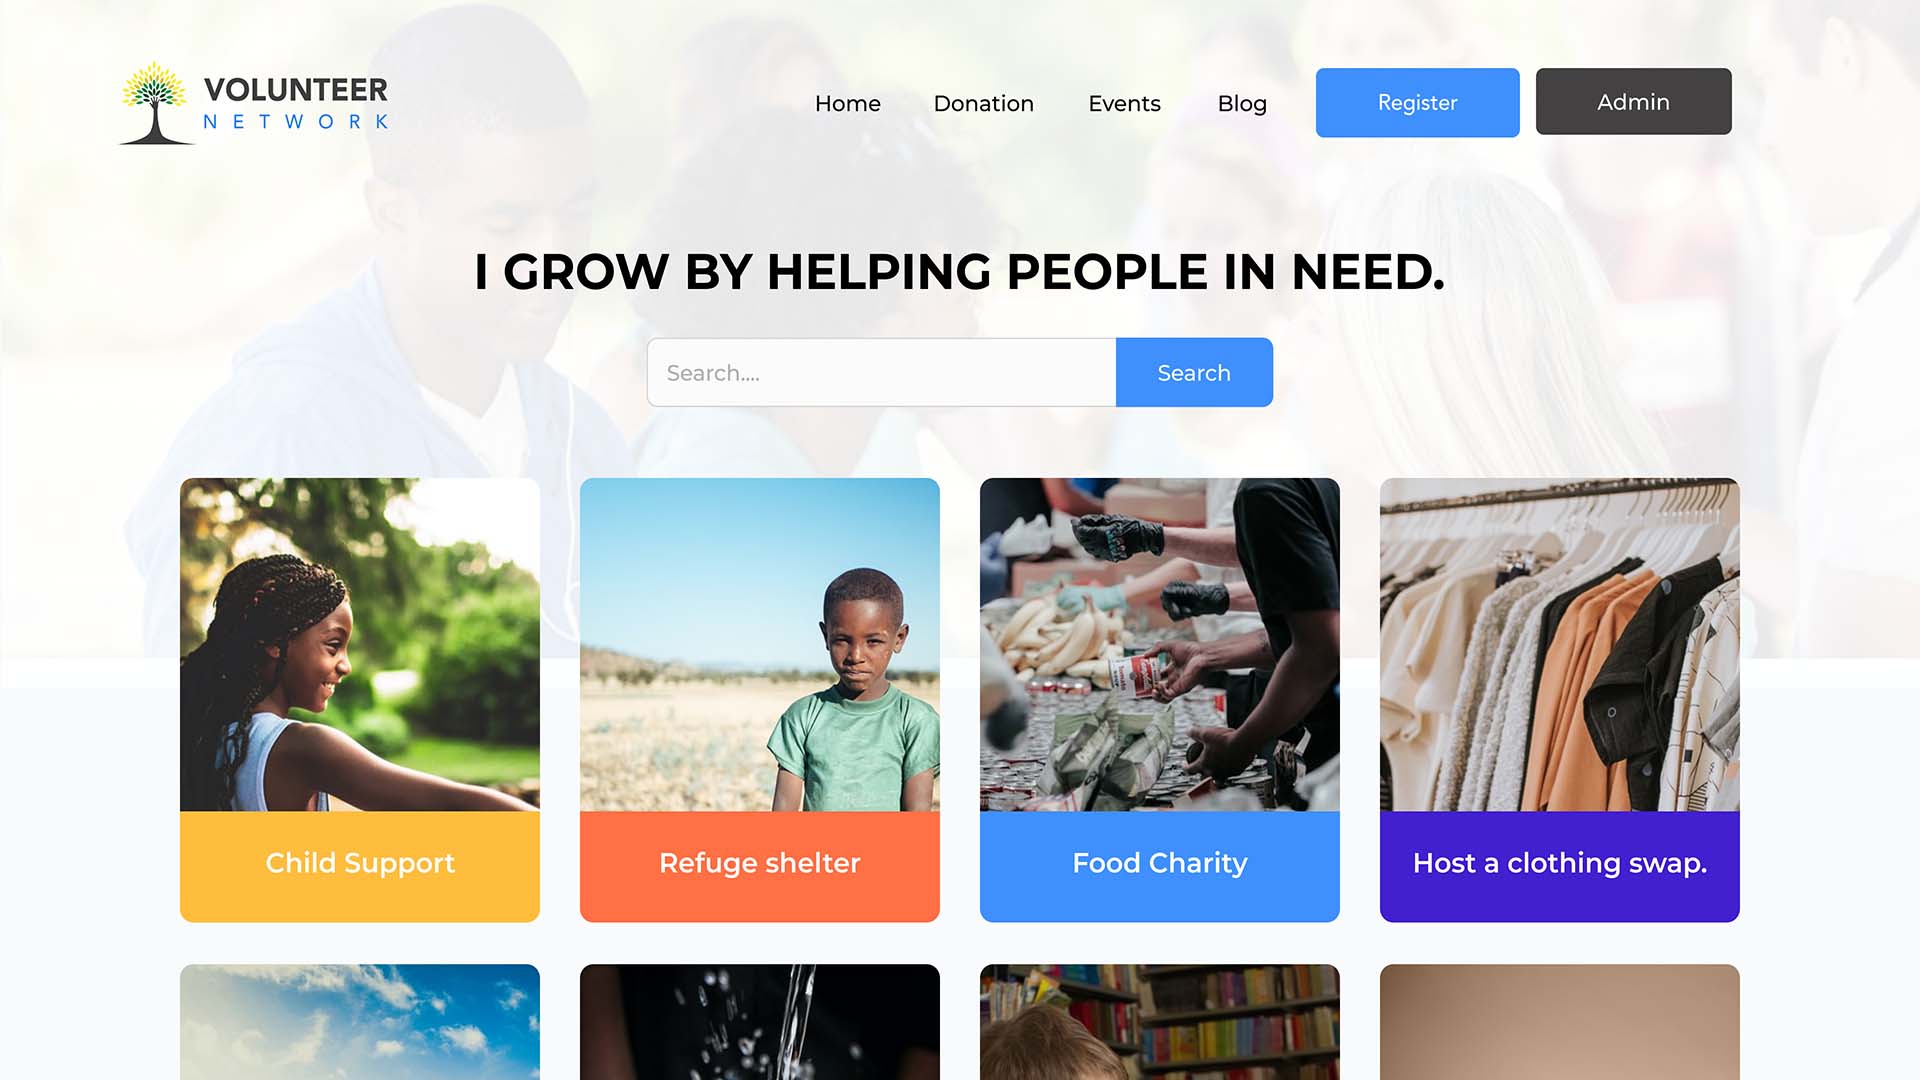 VOLUNTEER
NETWORK
Home Donation Events Blog Register Admin
I GROW BY HELPING PEOPLE IN NEED.
Search.... Search
Child Support Refuge shelter Food Charity Host a clothing swap.